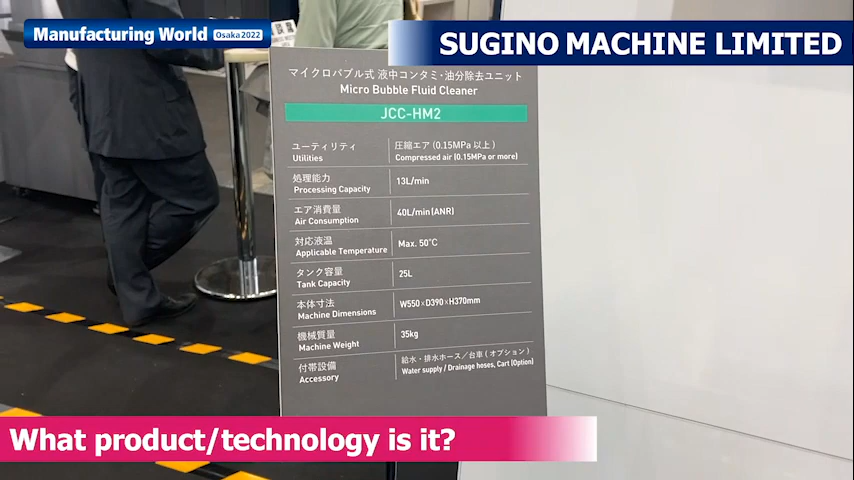 Manufacturing World Osaka2022
SUGINO MACHINE LIMITED
マイクロバブル式 液中コンタミ・油分除去ユニット
Micro Bubble Fluid Cleaner
JCC-HM2
ユーティリティ 圧縮エア (0.15MPa 以上)
Utilities Compressed air (0.15MPa or more)
処理能力
Processing Capacity 13L/min
エア消費量
Air Consumption 40L/min(ANR)
対応液温
Applicable Temperature Max. 50℃
タンク容量
Tank Capacity 25L
本体寸法
Machine Dimensions W550×D390×H370mm
機械質量
Machine Weight 35kg
付帯設備 給水・排水ホース／台車 (オプション)
Accessory Water supply / Drainage hoses, Cart (Option)
What product/technology is it?